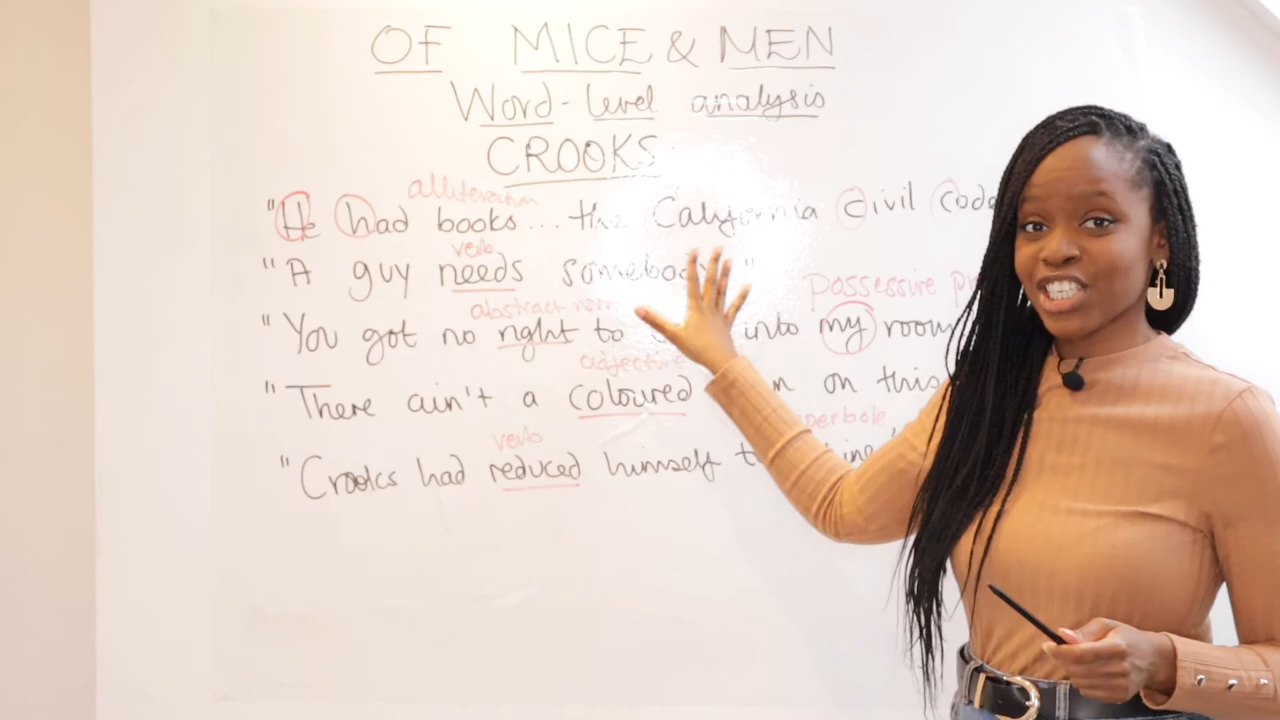 OF MICE & MEN
Word-level analysis
CROOKS
alliteration
"He had books... the California civil code
verb
"A guy needs somebody"
possessive
abstract noun
"You got no right to into my room
adjective
"There ain't a coloured on this
verb
"Crooks had reduced himself